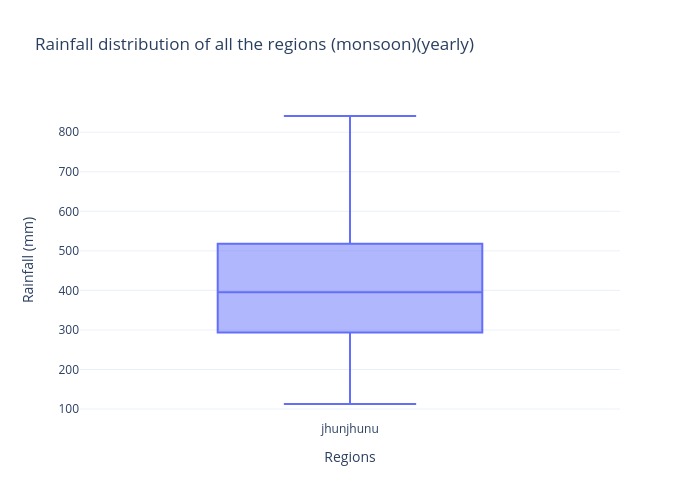 Rainfall distribution of all the regions (monsoon)(yearly)
800
700
600
500
400
300
200
100
Rainfall (mm)
jhunjhunu
Regions